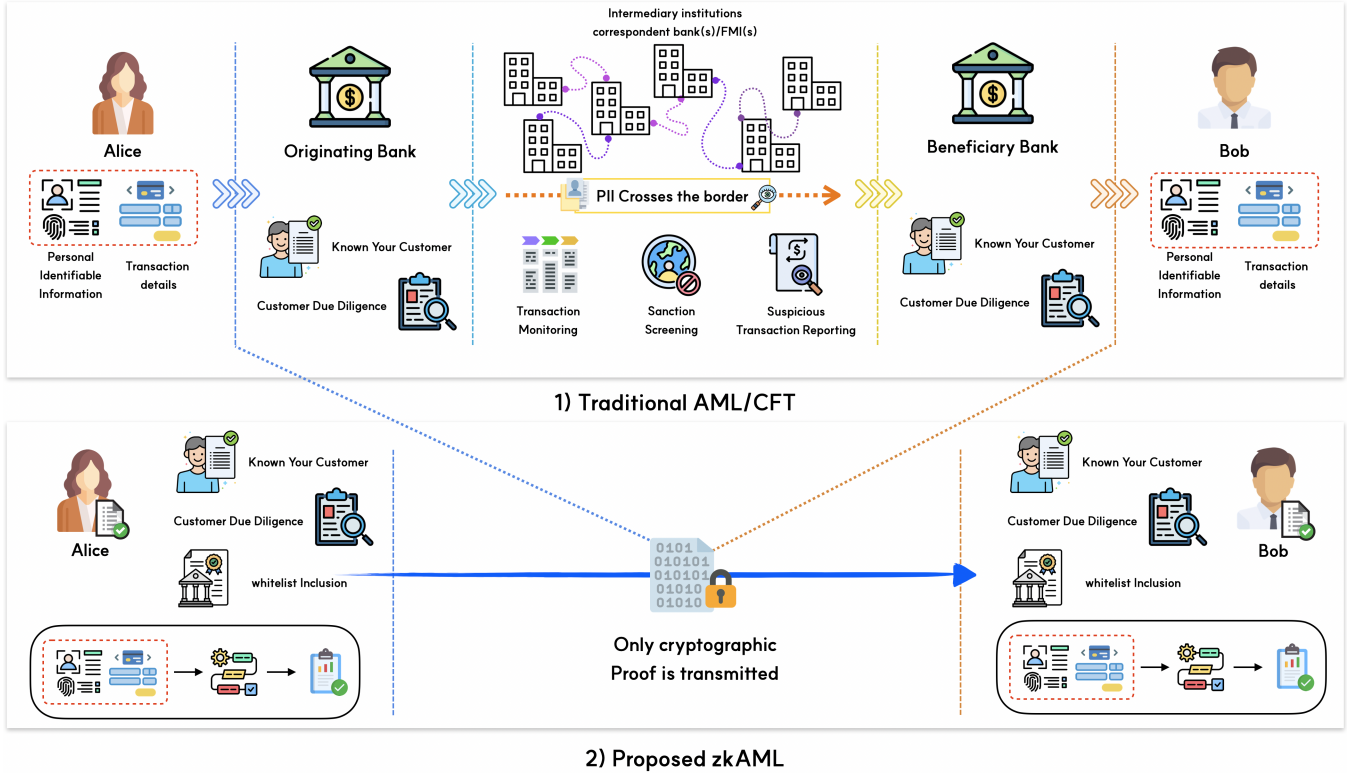 Intermediary institutions
correspondent bank(s)/FMI(s)
Alice
Originating Bank
Beneficiary Bank
Bob
PII Crosses the border
Personal
Identifiable
Information
Transaction
details
Known Your Customer
Customer Due Diligence
Transaction
Monitoring
Sanction
Screening
Suspicious
Transaction Reporting
Known Your Customer
Customer Due Diligence
Personal
Identifiable
Information
Transaction
details
1) Traditional AML/CFT
Alice
Known Your Customer
Customer Due Diligence
whitelist Inclusion
0101
010101
010101
01010
01010
Only cryptographic
Proof is transmitted
Known Your Customer
Customer Due Diligence
whitelist Inclusion
Bob
2) Proposed zkAML